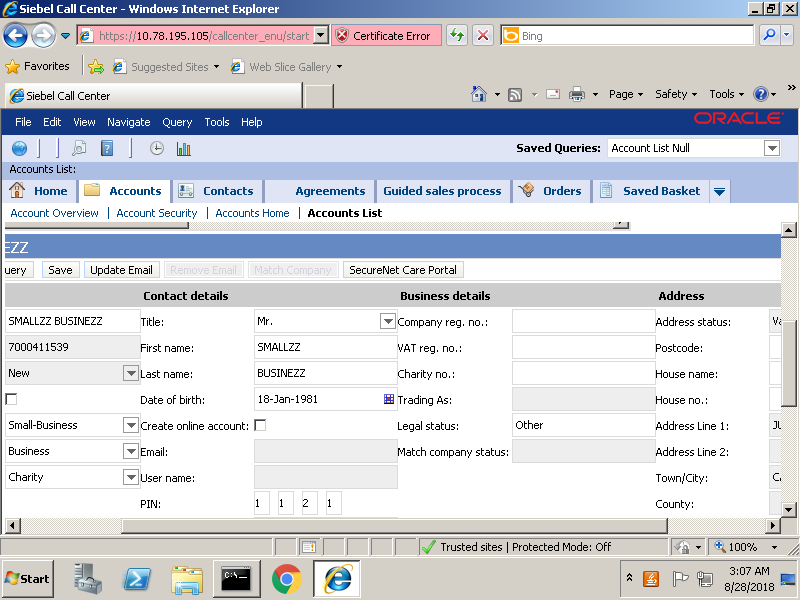 Siebel Call Center - Windows Internet Explorer
https://10.78.195.105/callcenter_enu/start
Certificate Error
Bing
Favorites
Suggested Sites
Web Slice Gallery
Siebel Call Center
Page
Safety
Tools
File Edit View Navigate Query Tools Help
ORACLE
Saved Queries:
Account List Null
Accounts List:
Home Accounts Contacts Agreements Guided sales process Orders Saved Basket
Account Overview Account Security Accounts Home Accounts List
EZZ
uery Save Update Email Remove Email Match Company SecureNet Care Portal
Contact details Business details Address
SMALLZZ BUSINEZZ Title: Mr. Company reg. no.: Address status: Va
7000411539 First name: SMALLZZ VAT reg. no.: Postcode:
New Last name: BUSINEZZ Charity no.: House name:
Date of birth: 18-Jan-1981 Trading As: House no.:
Small-Business Create online account: Legal status: Other Address Line 1: JU
Business Email: Match company status: Address Line 2:
Charity User name: Town/City: Ca
PIN: 1 1 2 1 County:
Trusted sites | Protected Mode: Off
100%
Start
C:\.
3:07 AM
8/28/2018